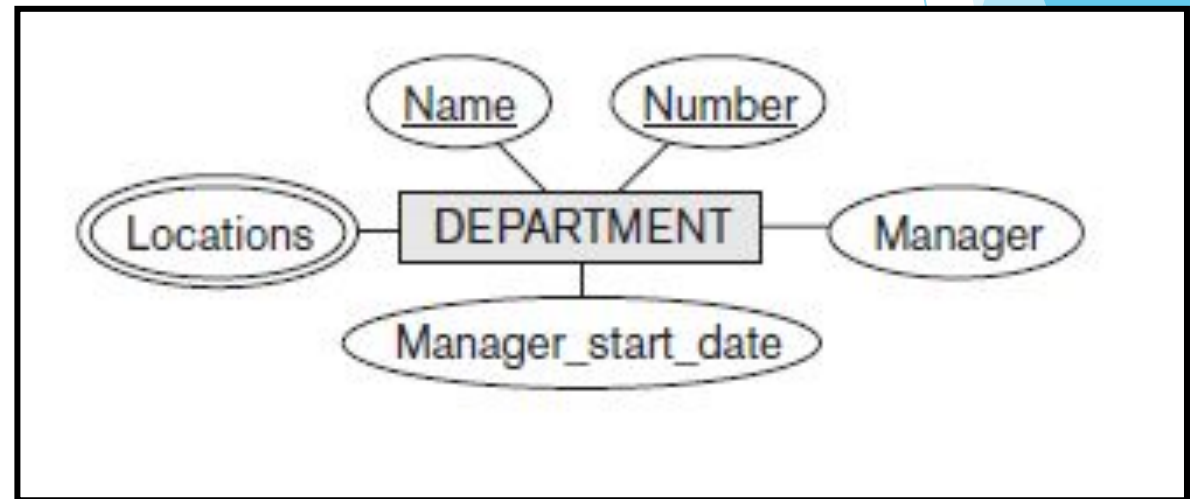 Name
Number
Locations
DEPARTMENT
Manager
Manager_start_date